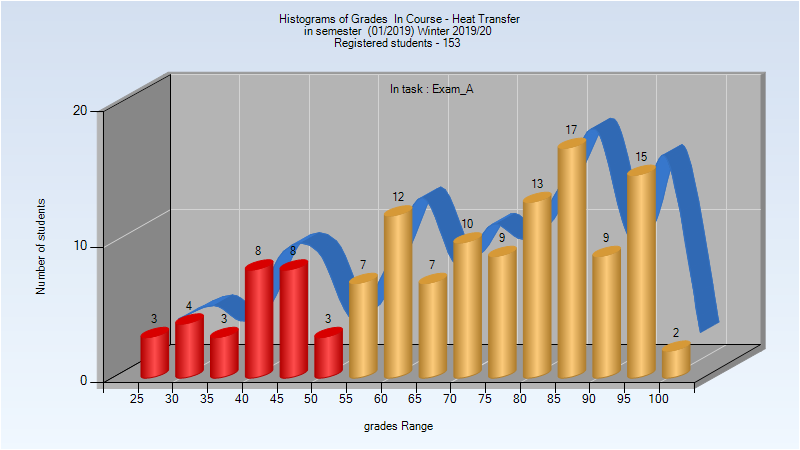 Histograms of Grades  In Course - Heat Transfer
in semester  (01/2019) Winter 2019/20
Registered students - 153
In task : Exam_A
20
10
0
Number of students
3
4
3
8
8
3
7
12
7
10
9
13
17
9
15
2
25 30 35 40 45 50 55 60 65 70 75 80 85 90 95 100
grades Range